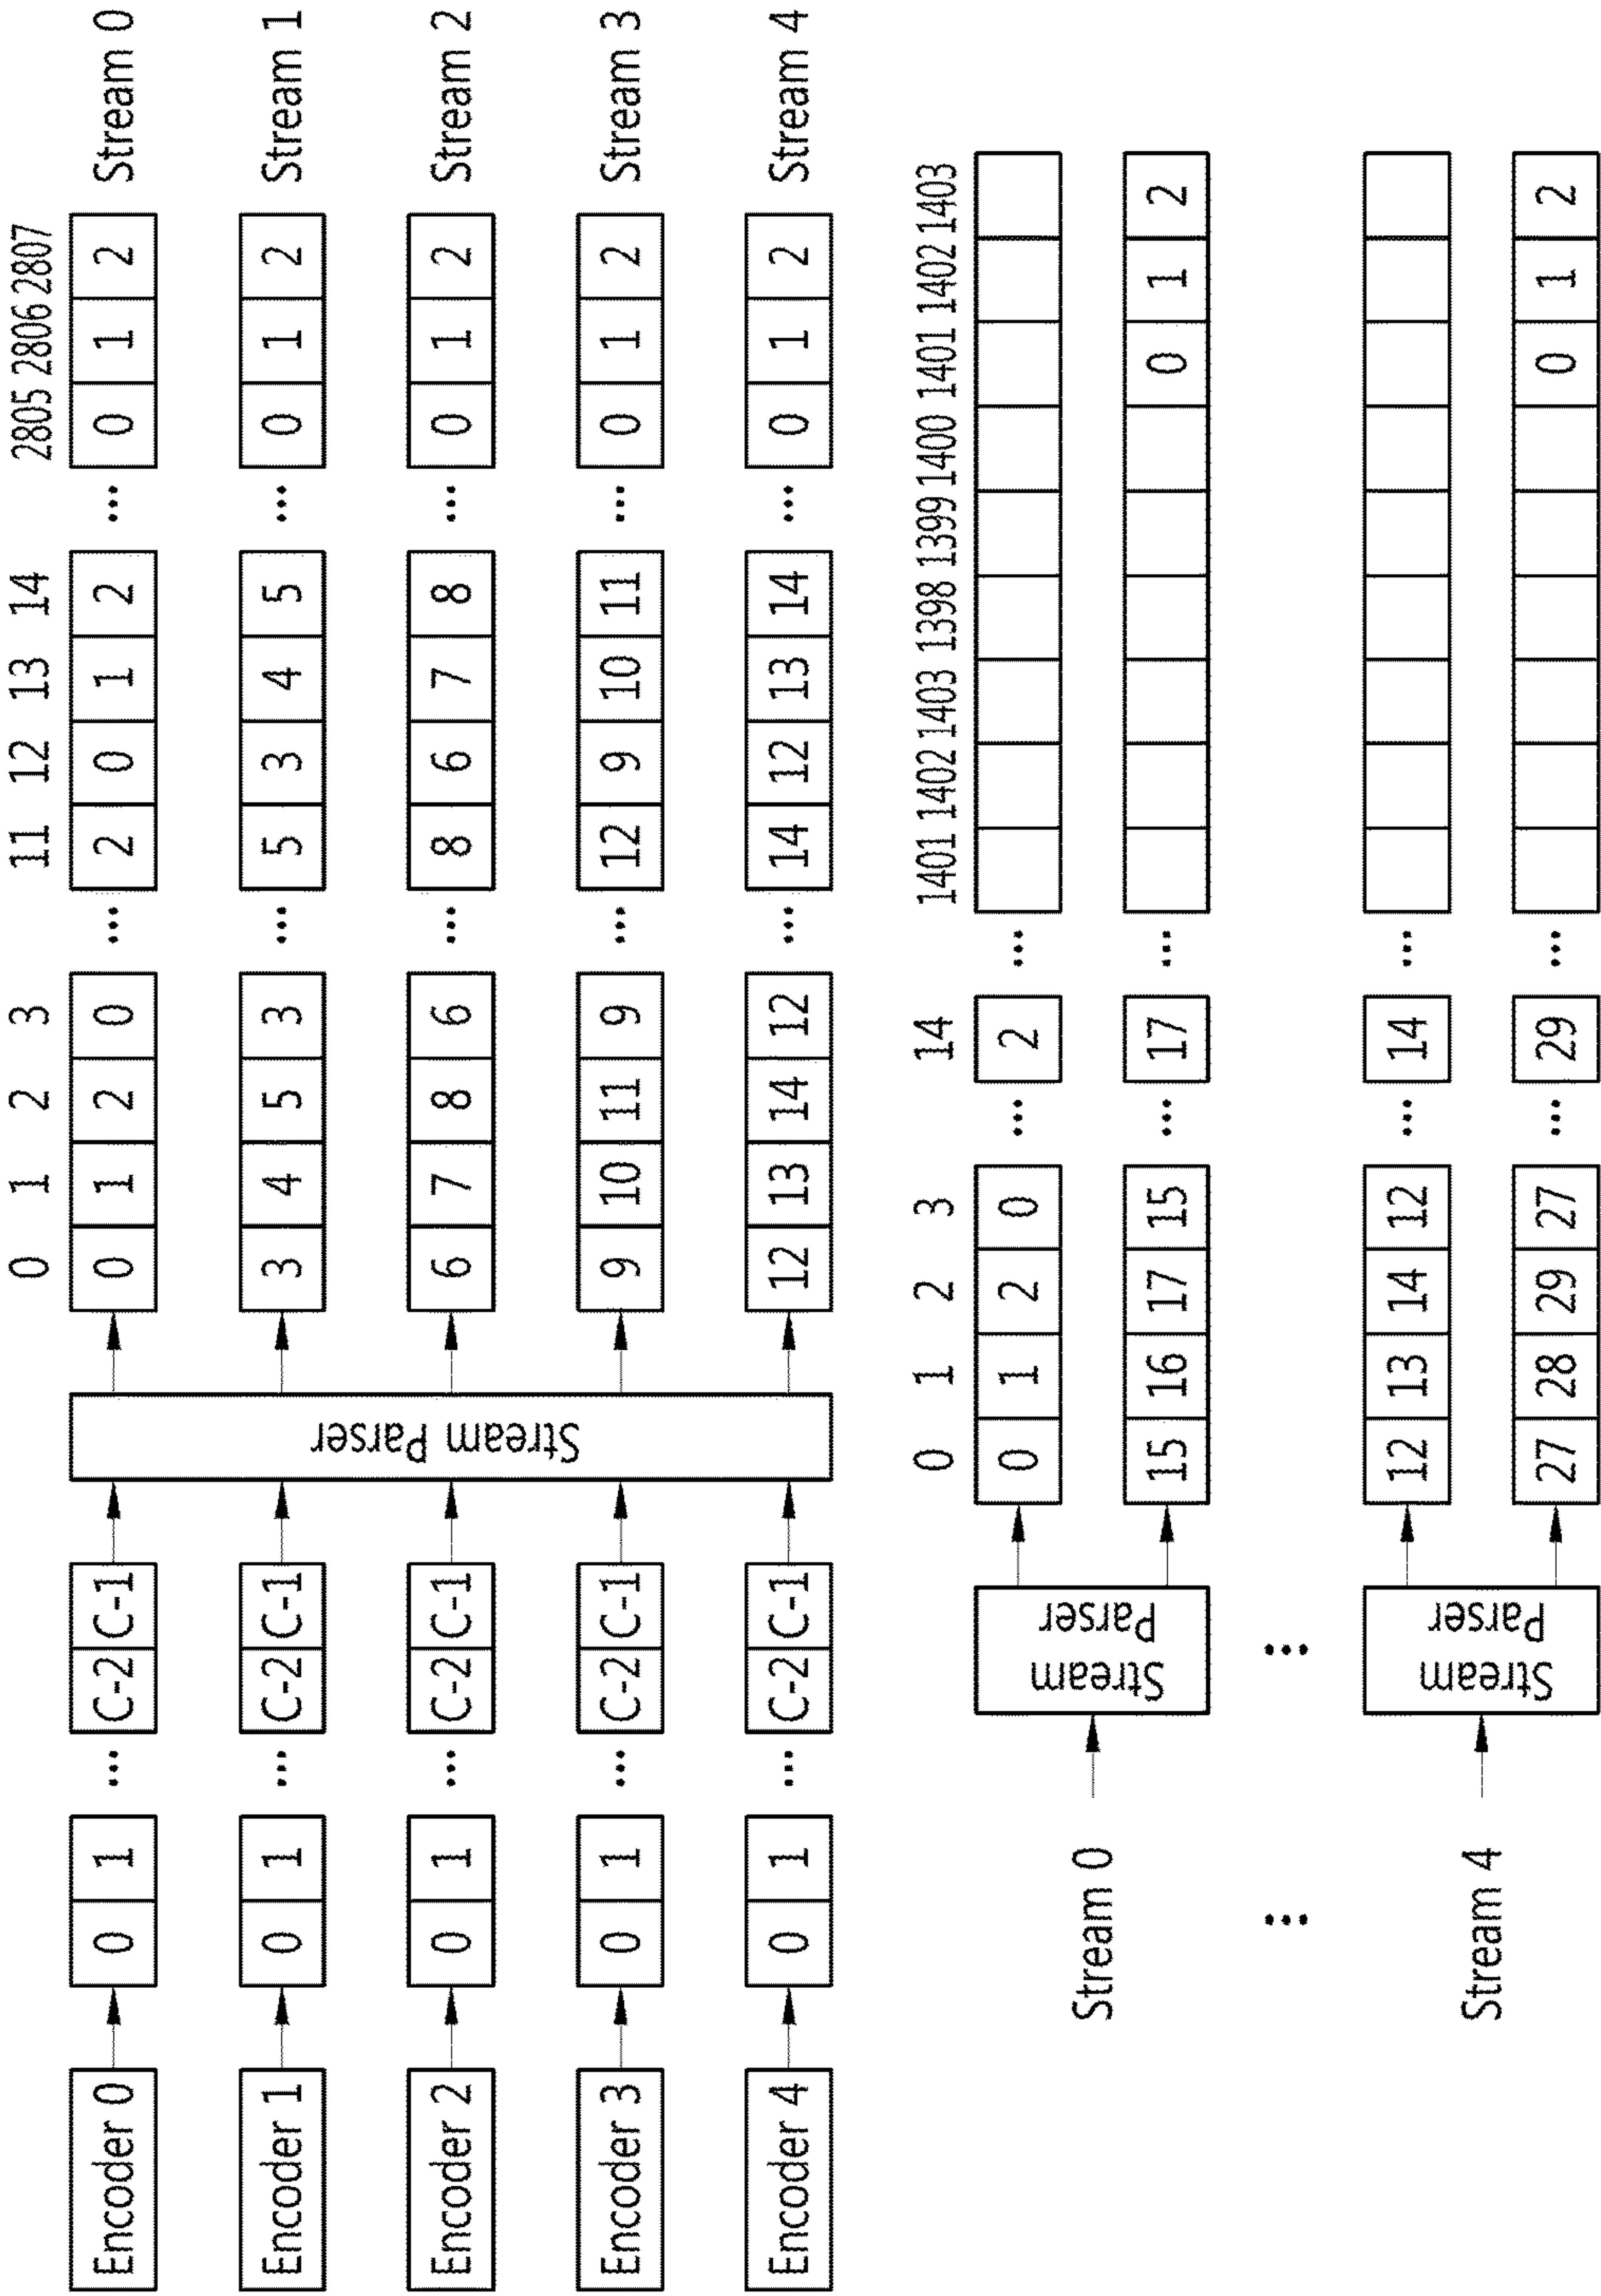 0 1 2 3 11 12 13 14 2805 2806 2807
Encoder 0 0 1 ... C-2 C-1 0 1 2 0 ... 2 0 1 2 ... 0 1 2 Stream 0
Encoder 1 0 1 ... C-2 C-1 3 4 5 3 ... 5 3 4 5 ... 0 1 2 Stream 1
Encoder 2 0 1 ... C-2 C-1 Stream Parser 6 7 8 6 ... 8 6 7 8 ... 0 1 2 Stream 2
Encoder 3 0 1 ... C-2 C-1 9 10 11 9 ... 12 9 10 11 ... 0 1 2 Stream 3
Encoder 4 0 1 ... C-2 C-1 12 13 14 12 ... 14 12 13 14 ... 0 1 2 Stream 4
0 1 2 3 14 1401 1402 1403 1398 1399 1400 1401 1402 1403
0 1 2 0 ... 2 ...
Stream 0 Stream
Parser
15 16 17 15 ... 17 ... 0 1 2
... ...
12 13 14 12 ... 14 ...
Stream 4 Stream
Parser
27 28 29 27 ... 29 ... 0 1 2